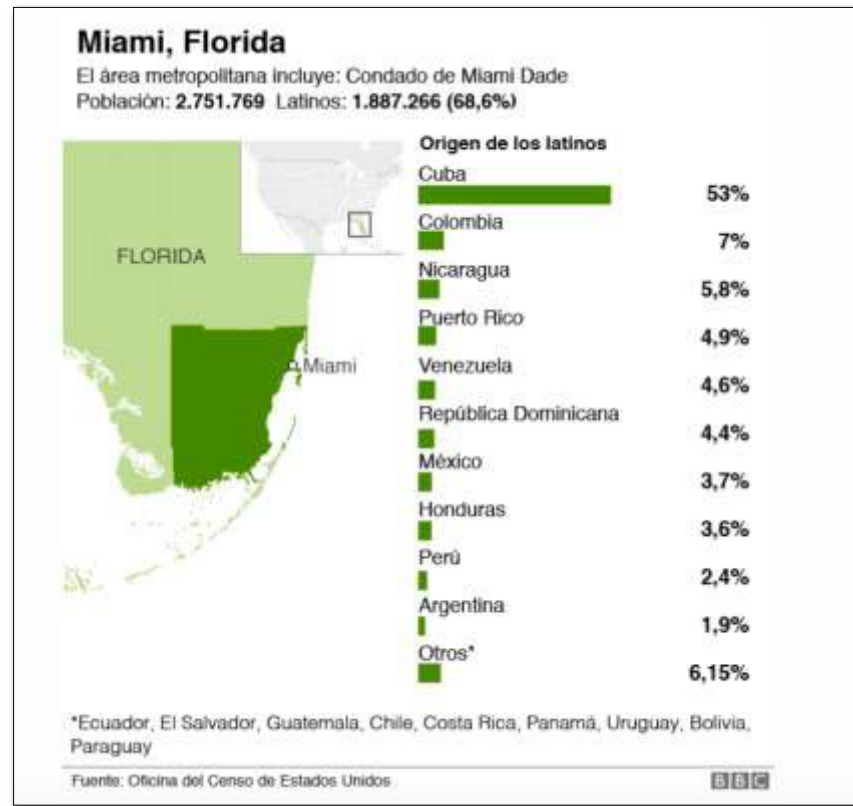 Miami, Florida
El área metropolitana incluye: Condado de Miami Dade
Población: 2.751.769 Latinos: 1.887.266 (68,6%)
FLORIDA
Miami
Origen de los latinos
Cuba
53%
Colombia
7%
Nicaragua
5,8%
Puerto Rico
4,9%
Venezuela
4,6%
República Dominicana
4,4%
México
3,7%
Honduras
3,6%
Perú
2,4%
Argentina
1,9%
Otros*
6,15%
*Ecuador, El Salvador, Guatemala, Chile, Costa Rica, Panamá, Uruguay, Bolivia,
Paraguay
Fuente: Oficina del Censo de Estados Unidos
BBC